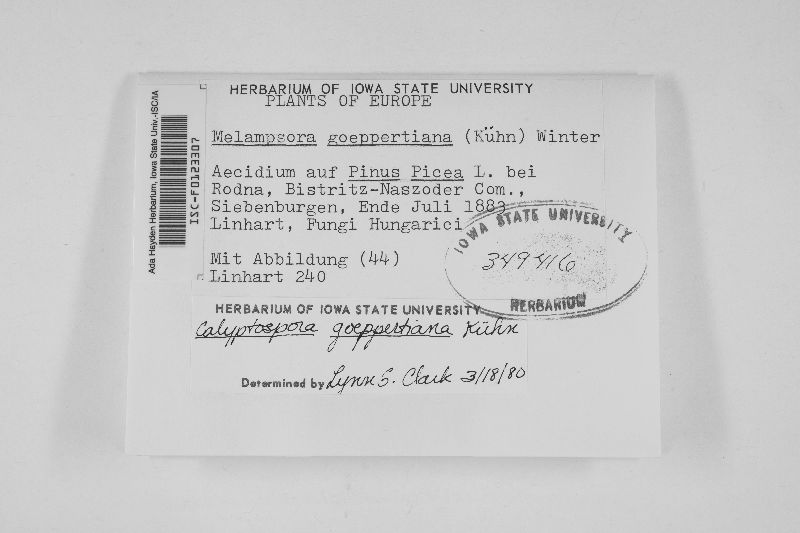 Ada Hayden Herbarium, Iowa State Univ.-ISC/IA
ISC-F0123307
HERBARIUM OF IOWA STATE UNIVERSITY
PLANTS OF EUROPE
Melampsora goeppertiana (Kühn) Winter
Aecidium auf Pinus Picea L. bei
Rodna, Bistritz-Naszoder Com.,
Siebenburgen, Ende Juli 1883
Linhart, Fungi Hungarici
Mit Abbildung (44)
Linhart 240
IOWA STATE UNIVERSITY
349416
HERBARIUM
HERBARIUM OF IOWA STATE UNIVERSITY
Calyptospora goeppertiana Kühn
Determined by Lynn G. Clark 3/18/80